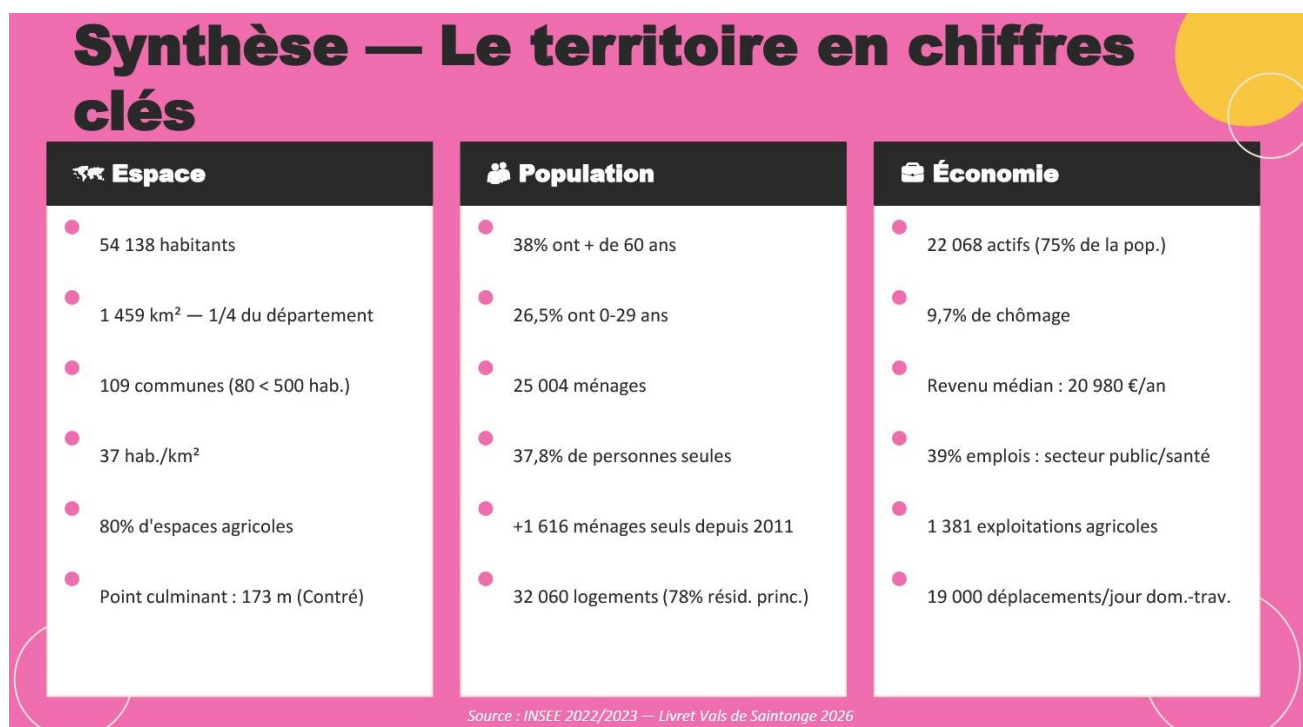 Synthèse — Le territoire en chiffres
clés
Espace
54 138 habitants
1 459 km² — 1/4 du département
109 communes (80 < 500 hab.)
37 hab./km²
80% d'espaces agricoles
Point culminant : 173 m (Contré)
Population
38% ont + de 60 ans
26,5% ont 0-29 ans
25 004 ménages
37,8% de personnes seules
+1 616 ménages seuls depuis 2011
32 060 logements (78% résid. princ.)
Économie
22 068 actifs (75% de la pop.)
9,7% de chômage
Revenu médian : 20 980 €/an
39% emplois : secteur public/santé
1 381 exploitations agricoles
19 000 déplacements/jour dom.-trav.
Source : INSEE 2022/2023 — Livret Vals de Saintonge 2026